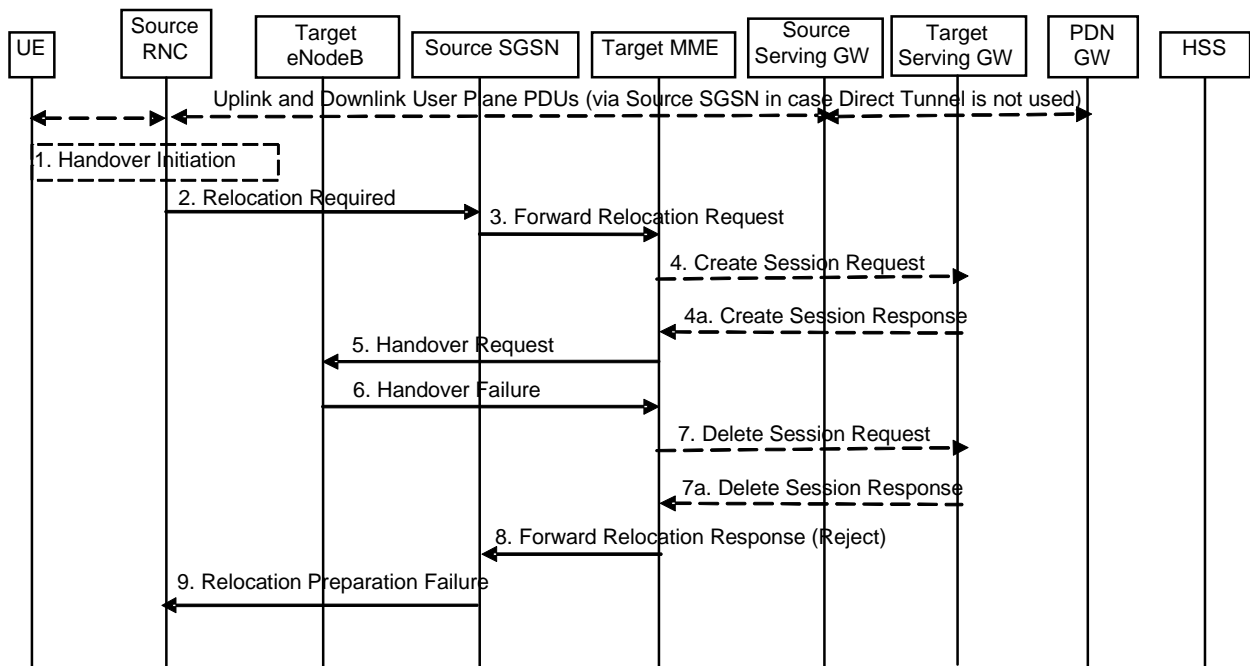 UE
Source
RNC
Target
eNodeB
Source SGSN
Target MME
Source
Serving GW
Target
Serving GW
PDN
GW
HSS
Uplink and Downlink User Plane PDUs (via Source SGSN in case Direct Tunnel is not used)
1. Handover Initiation
2. Relocation Required
3. Forward Relocation Request
4. Create Session Request
4a. Create Session Response
5. Handover Request
6. Handover Failure
7. Delete Session Request
7a. Delete Session Response
8. Forward Relocation Response (Reject)
9. Relocation Preparation Failure